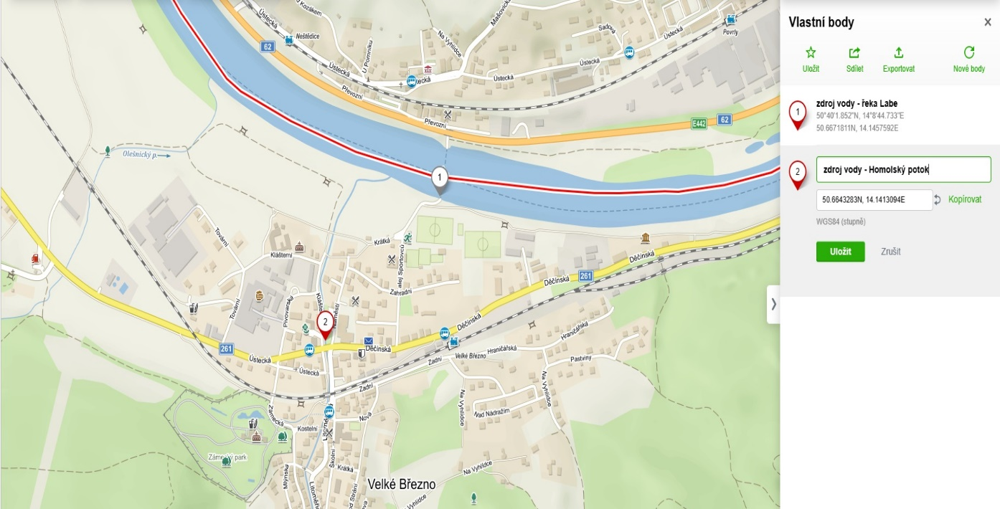 J Kozákem
Ústecká
Neštědice
62
U Pomníku
Na Vyhlídce
Mašovická
Sadová
Ústecká
Povrly
Ústecká
Ústecká
Ústecká
Převozní
Převozní
E442
62
Olešnický p.
1
Tovární
Klášterní
Krátká
alej Sportovců
Zahradní
Děčínská
Děčínská
261
Tovární
Pivovarská
Náměstí
2
Děčínská
261
Ústecká
Děčínská
Ústecká
Zadní
Velké Březno
Hraničářská
Hraničářská
Pastviny
Zadní
Na Vyhlídce
Na Vyhlídce
Nad Nádražím
Zámecká
Nová
Kostelní
Zámecký park
Školní
Krátká
Mlýnská
Na Vyhlídce
Velké Březno
Vyhlídce
Vlastní body
Uložit
Sdílet
Exportovat
Nové body
1
zdroj vody - řeka Labe
50°40'1.852"N, 14°8'44.733"E
50.6671811N, 14.1457592E
2
zdroj vody - Homolský potok
50.6643283N, 14.1413094E
Kopírovat
WGS84 (stupně)
Uložit
Zrušit